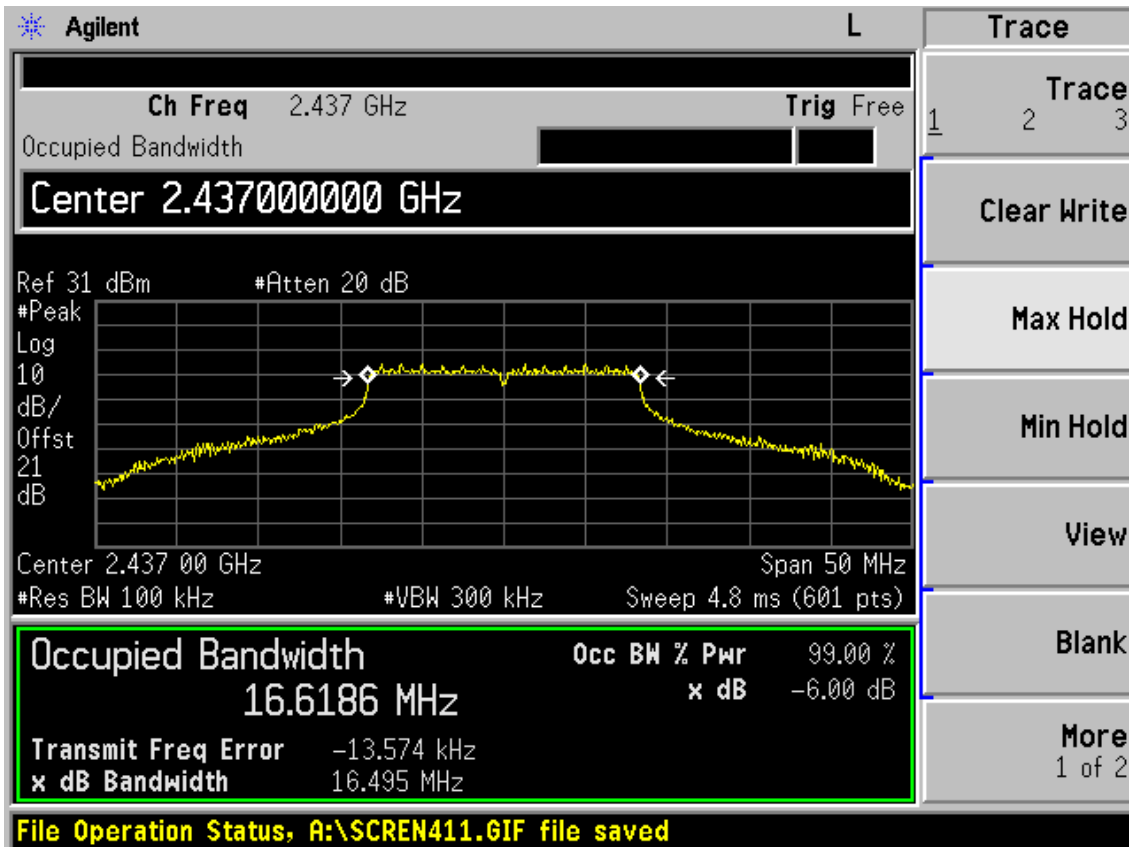 Agilent L Trace
Ch Freq 2.437 GHz Trig Free
Occupied Bandwidth
Center 2.437000000 GHz
Ref 31 dBm #Atten 20 dB
#Peak
Log
10
dB/
Offst
21
dB
Center 2.437 00 GHz Span 50 MHz
#Res BW 100 kHz #VBW 300 kHz Sweep 4.8 ms (601 pts)
Occupied Bandwidth
16.6186 MHz
Occ BW % Pwr 99.00 %
x dB -6.00 dB
Transmit Freq Error -13.574 kHz
x dB Bandwidth 16.495 MHz
File Operation Status, A:\SCREN411.GIF file saved
Trace
1 2 3
Clear Write
Max Hold
Min Hold
View
Blank
More
1 of 2